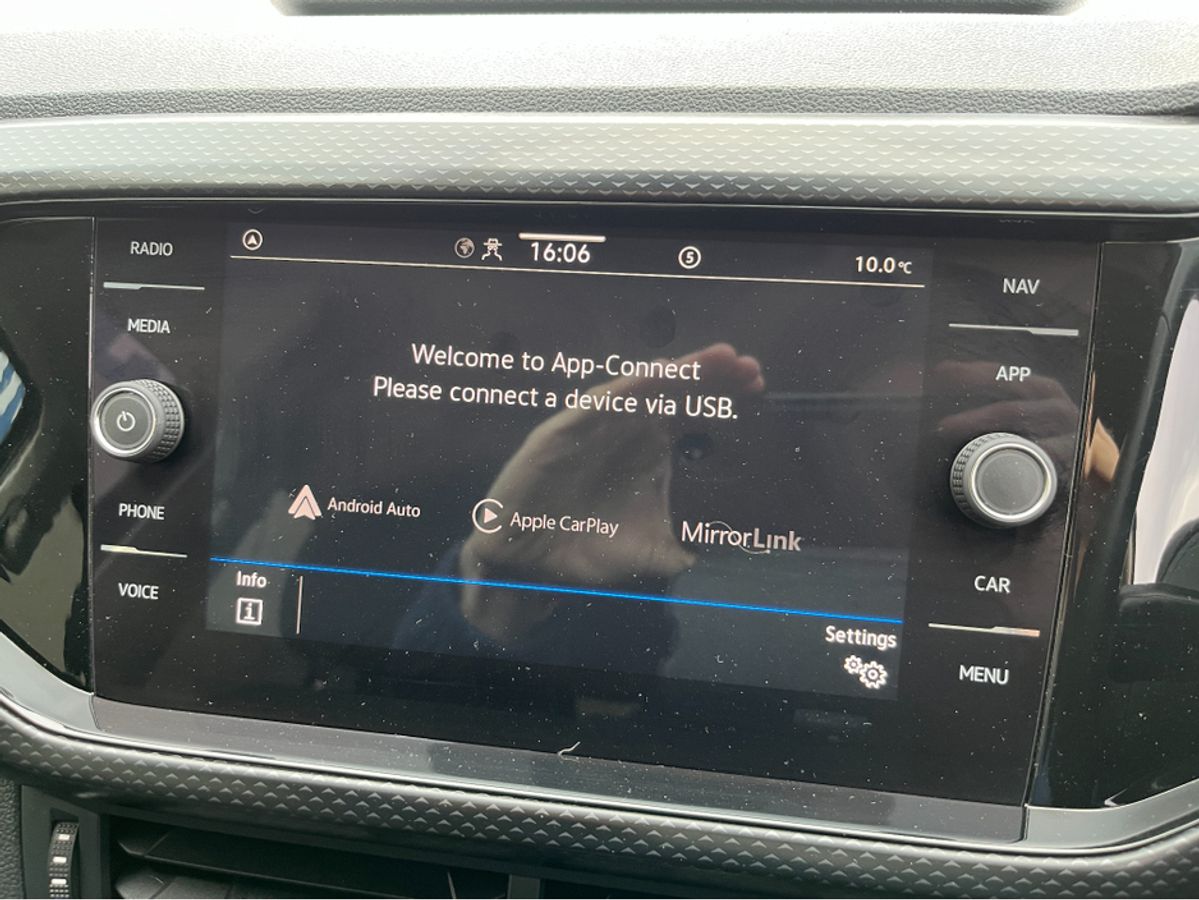 RADIO
MEDIA
PHONE
VOICE
16:06
5
10.0°C
Welcome to App-Connect
Please connect a device via USB.
Android Auto
Apple CarPlay
MirrorLink
Info
i
Settings
NAV
APP
CAR
MENU